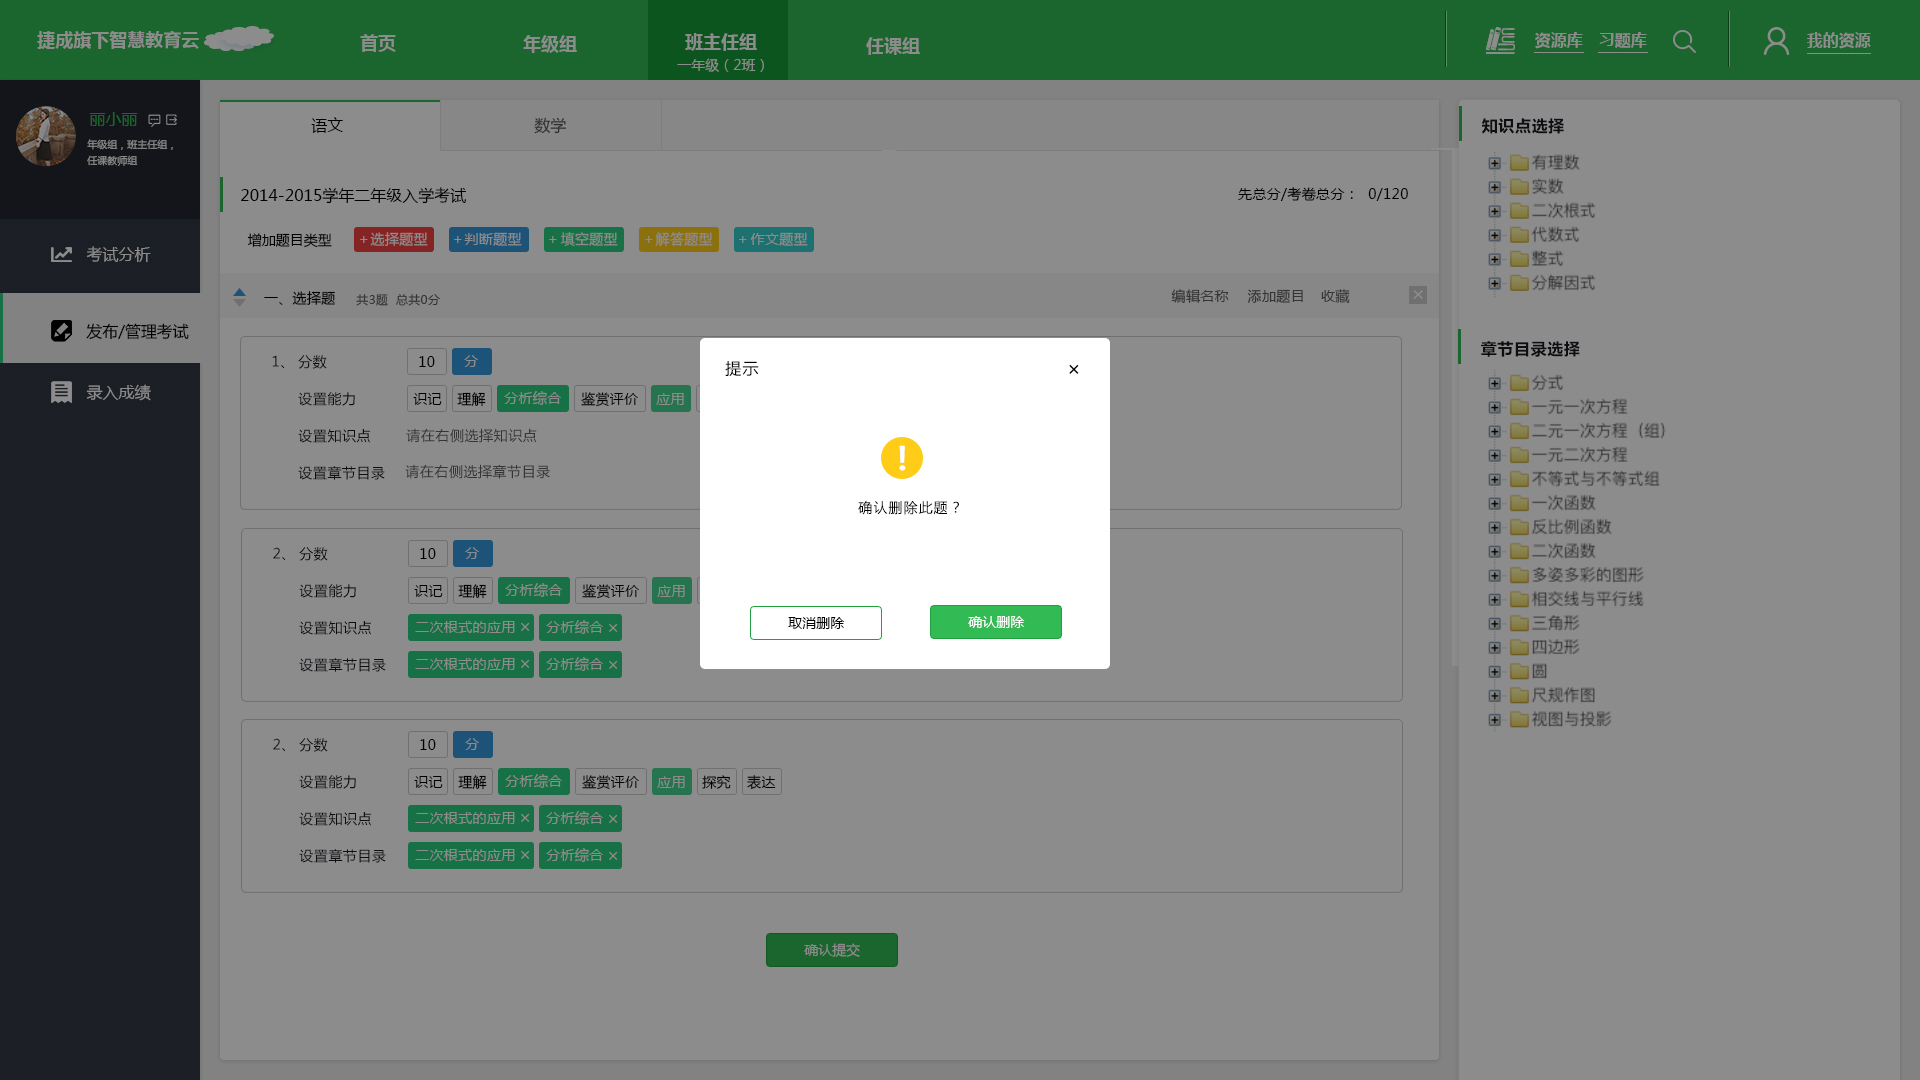 捷成旗下智慧教育云
首页
年级组
班主任组
一年级（2班）
任课组
资源库
习题库
我的资源
丽小丽
年级组，班主任组，
任课教师组
考试分析
发布/管理考试
录入成绩
语文
数学
2014-2015学年二年级入学考试
先总分/考卷总分： 0/120
增加题目类型
+选择题型
+判断题型
+填空题型
+解答题型
+作文题型
一、选择题 共3题 总共0分
编辑名称 添加题目 收藏
1、 分数 10 分
设置能力 识记 理解 分析综合 鉴赏评价 应用
设置知识点 请在右侧选择知识点
设置章节目录 请在右侧选择章节目录
2、 分数 10 分
设置能力 识记 理解 分析综合 鉴赏评价 应用
设置知识点 二次根式的应用× 分析综合×
设置章节目录 二次根式的应用× 分析综合×
2、 分数 10 分
设置能力 识记 理解 分析综合 鉴赏评价 应用 探究 表达
设置知识点 二次根式的应用× 分析综合×
设置章节目录 二次根式的应用× 分析综合×
确认提交
提示
确认删除此题？
取消删除
确认删除
知识点选择
有理数
实数
二次根式
代数式
整式
分解因式
章节目录选择
分式
一元一次方程
二元一次方程（组）
一元二次方程
不等式与不等式组
一次函数
反比例函数
二次函数
多姿多彩的图形
相交线与平行线
三角形
四边形
圆
尺规作图
视图与投影